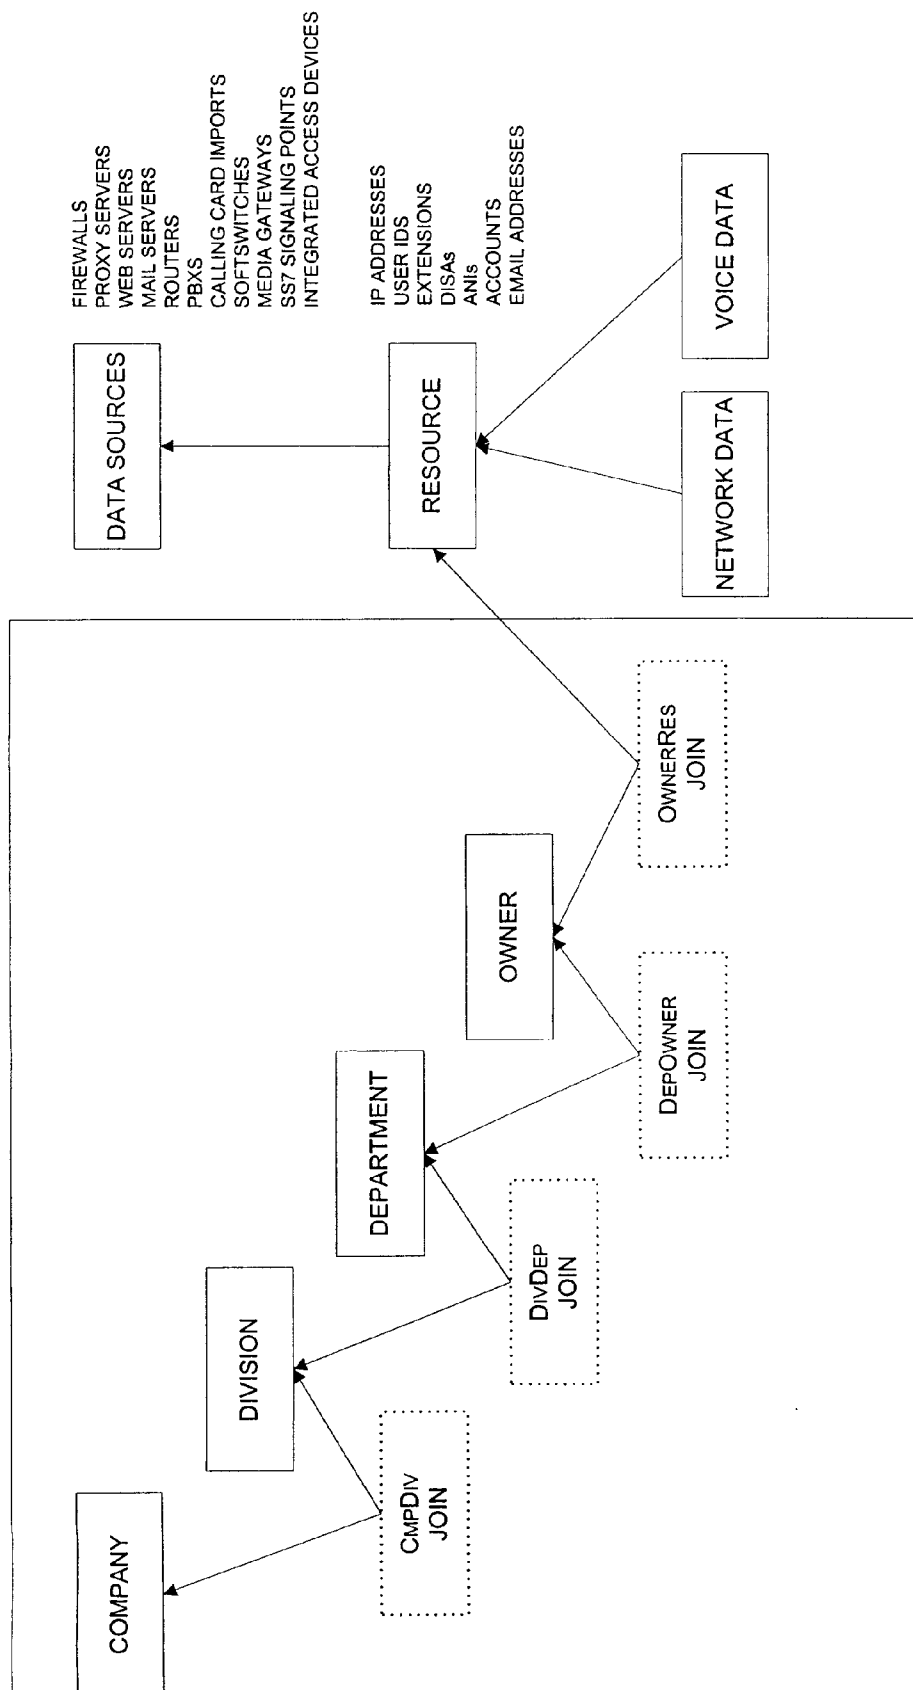 COMPANY
DIVISION
DEPARTMENT
OWNER
CMPDIV
JOIN
DIVDEP
JOIN
DEPOWNER
JOIN
OWNERRES
JOIN
DATA SOURCES
FIREWALLS
PROXY SERVERS
WEB SERVERS
MAIL SERVERS
ROUTERS
PBXS
CALLING CARD IMPORTS
SOFTSWITCHES
MEDIA GATEWAYS
SS7 SIGNALING POINTS
INTEGRATED ACCESS DEVICES
RESOURCE
IP ADDRESSES
USER IDS
EXTENSIONS
DISAs
ANIs
ACCOUNTS
EMAIL ADDRESSES
NETWORK DATA
VOICE DATA